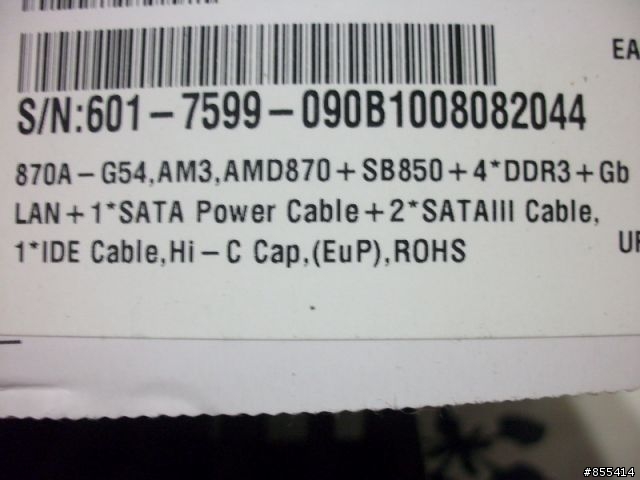 EA
S/N:601-7599-090B1008082044
870A-G54,AM3,AMD870+SB850+4*DDR3+Gb
LAN+1*SATA Power Cable+2*SATAIII Cable,
1*IDE Cable,Hi-C Cap,(EuP),ROHS
#855414